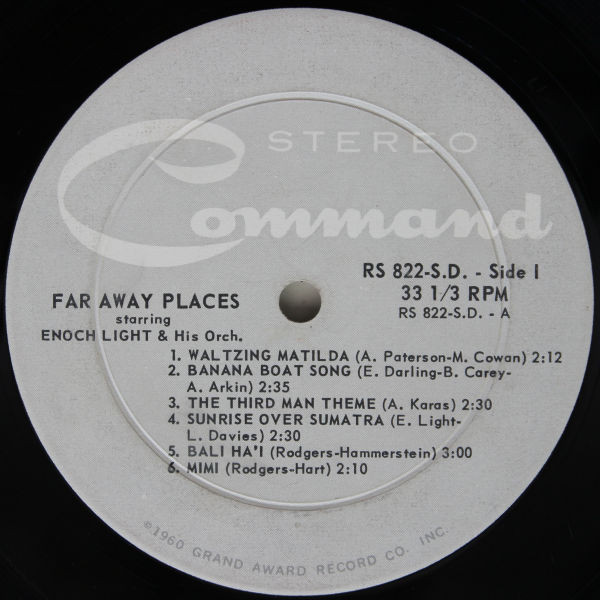 STEREO
Command
RS 822-S.D. - Side I
33 1/3 RPM
RS 822-S.D. - A
FAR AWAY PLACES
starring
ENOCH LIGHT & His Orch.
1. WALTZING MATILDA (A. Paterson-M. Cowan) 2:12
2. BANANA BOAT SONG (E. Darling-B. Carey-
A. Arkin) 2:35
3. THE THIRD MAN THEME (A. Karas) 2:30
4. SUNRISE OVER SUMATRA (E. Light-
L. Davies) 2:30
5. BALI HA'I (Rodgers-Hammerstein) 3:00
6. MIMI (Rodgers-Hart) 2:10
©1960 GRAND AWARD RECORD CO. INC.